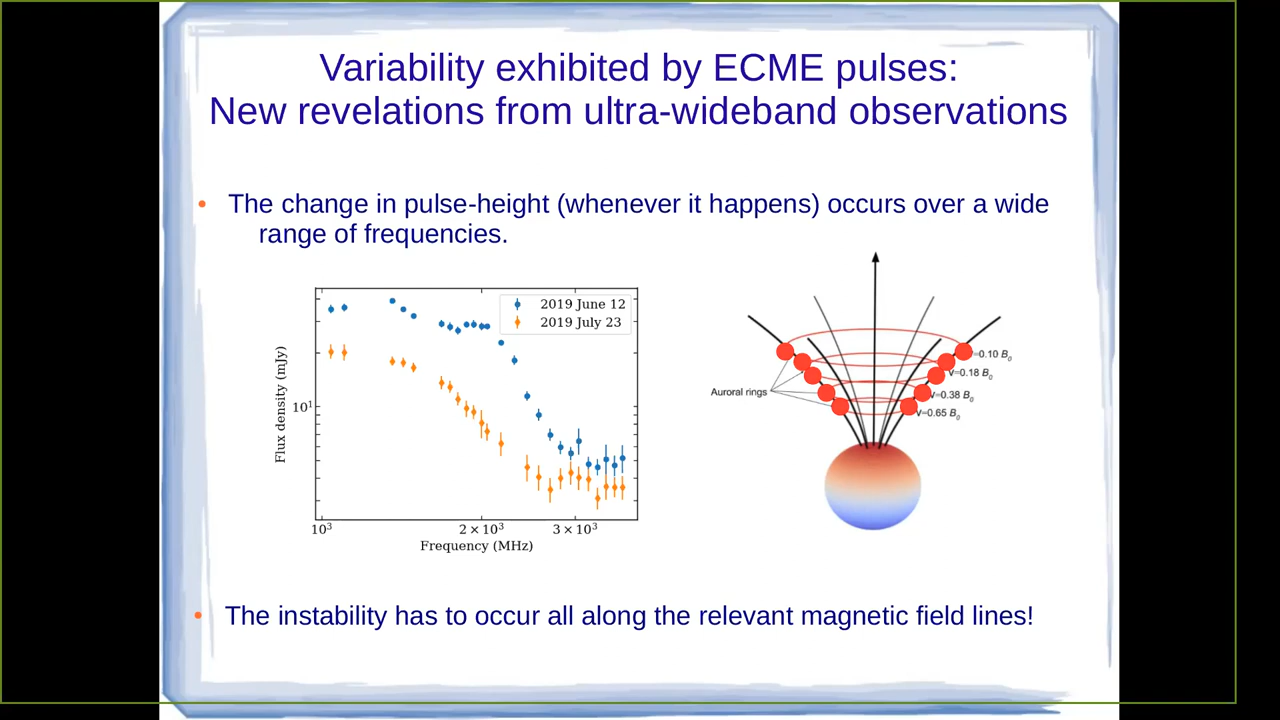 Variability exhibited by ECME pulses:
New revelations from ultra-wideband observations
• The change in pulse-height (whenever it happens) occurs over a wide
range of frequencies.
2019 June 12
2019 July 23
Flux density (mJy)
10¹
10³
2 × 10³
3 × 10³
Frequency (MHz)
Auroral rings
=0.10 B₀
ν=0.18 B₀
ν=0.38 B₀
ν=0.65 B₀
• The instability has to occur all along the relevant magnetic field lines!